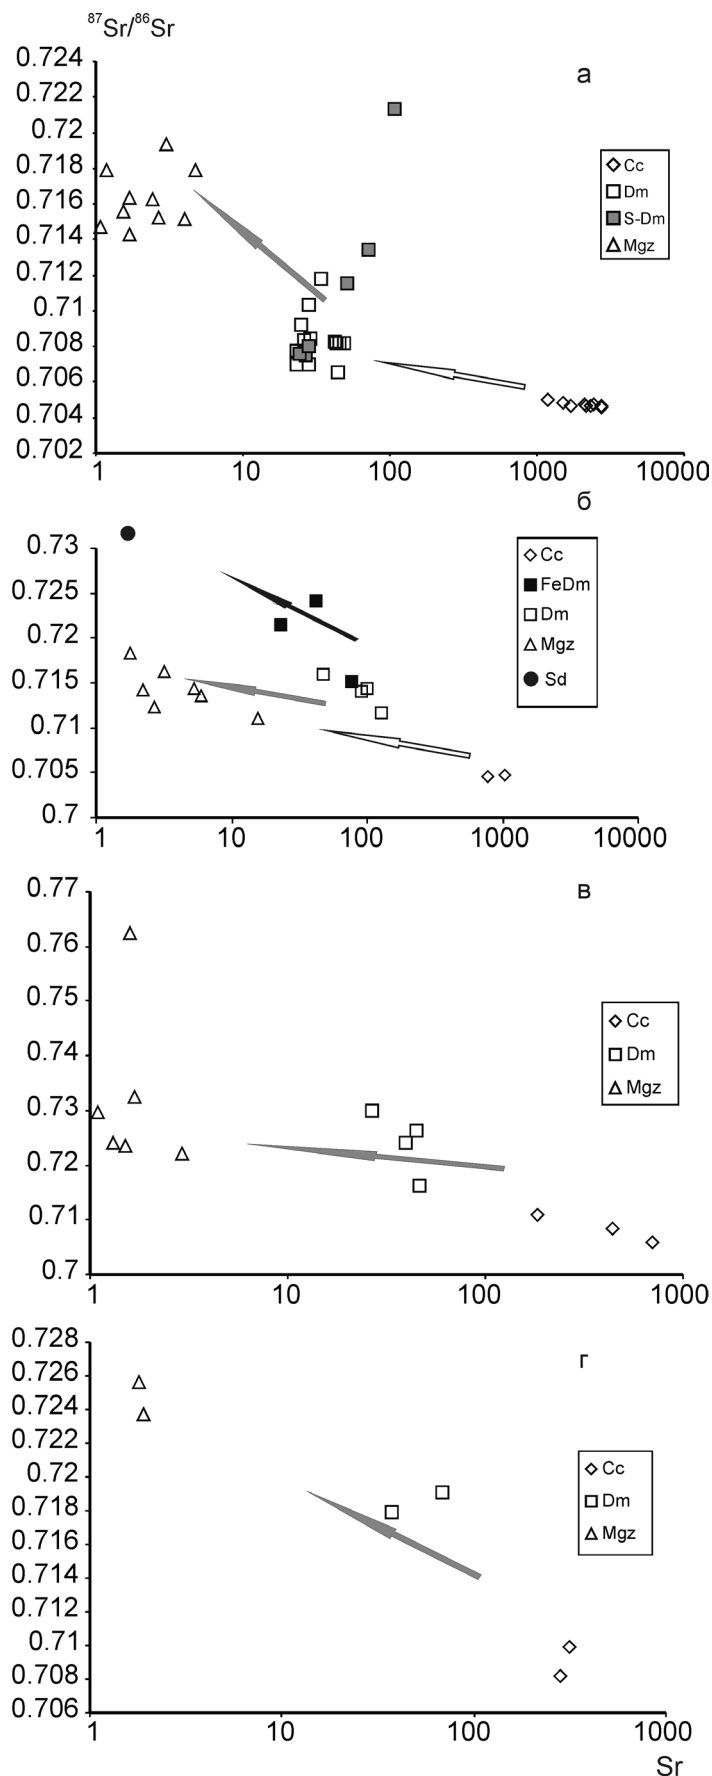 ⁸⁷Sr/⁸⁶Sr
а
0.724
0.722
0.72
0.718
0.716
0.714
0.712
0.71
0.708
0.706
0.704
0.702
Cc
Dm
S-Dm
Mgz
1 10 100 1000 10000
б
0.73
0.725
0.72
0.715
0.71
0.705
0.7
Cc
FeDm
Dm
Mgz
Sd
1 10 100 1000 10000
в
0.77
0.76
0.75
0.74
0.73
0.72
0.71
0.7
Cc
Dm
Mgz
1 10 100 1000
г
0.728
0.726
0.724
0.722
0.72
0.718
0.716
0.714
0.712
0.71
0.708
0.706
Cc
Dm
Mgz
1 10 100 1000
Sr